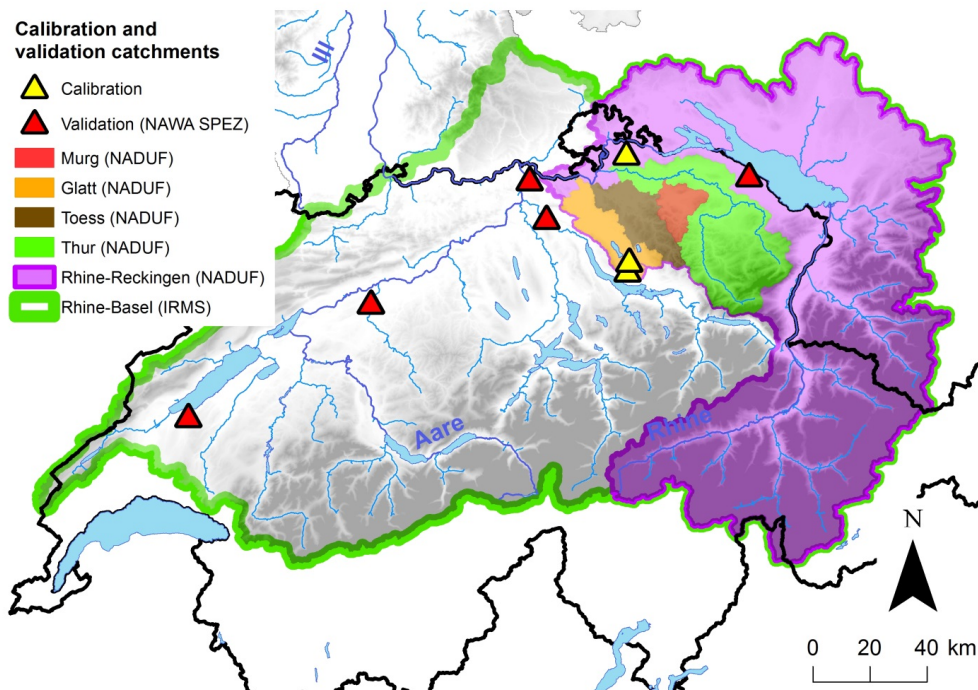 Calibration and
validation catchments
Calibration
Validation (NAWA SPEZ)
Murg (NADUF)
Glatt (NADUF)
Toess (NADUF)
Thur (NADUF)
Rhine-Reckingen (NADUF)
Rhine-Basel (IRMS)
Ill
Aare
Rhine
N
0 20 40 km